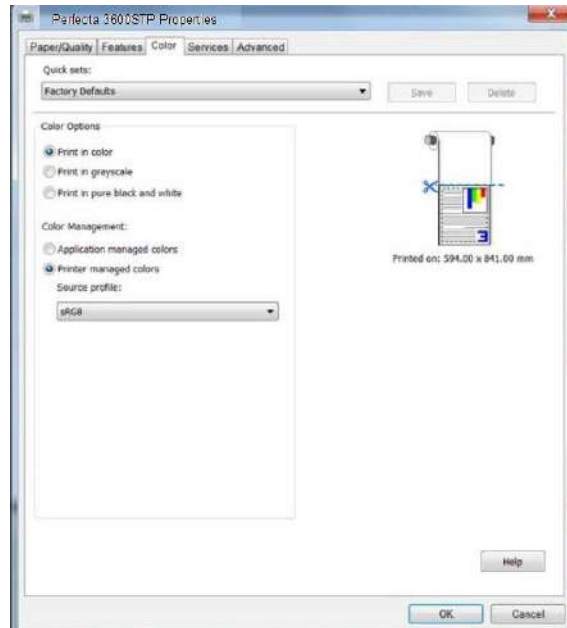 Perfecta 3600STP Properties
Paper/Quality Features Color Services Advanced
Quick sets:
Factory Defaults
Save Delete
Color Options
Print in color
Print in greyscale
Print in pure black and white
Color Management:
Application managed colors
Printer managed colors
Source profile:
sRGB
3
Printed on: 594.00 x 841.00 mm
Help
OK Cancel